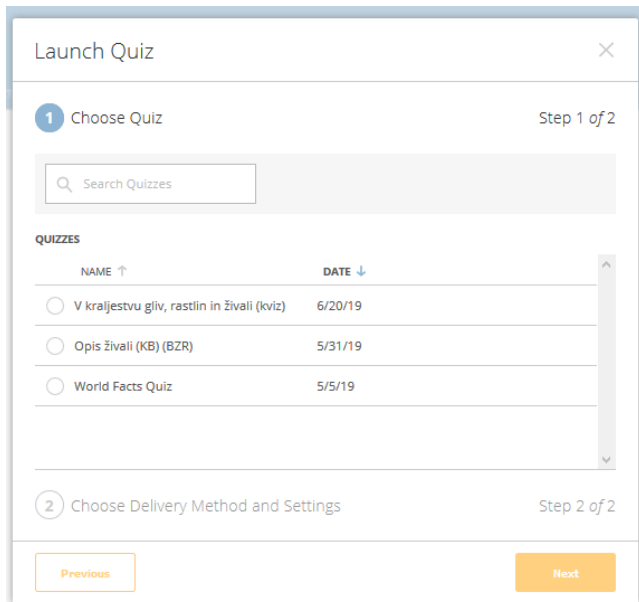 Launch Quiz
1 Choose Quiz Step 1 of 2
Search Quizzes
QUIZZES
NAME ↑ DATE ↓
V kraljestvu gliv, rastlin in živali (kviz) 6/20/19
Opis živali (KB) (BZR) 5/31/19
World Facts Quiz 5/5/19
2 Choose Delivery Method and Settings Step 2 of 2
Previous Next